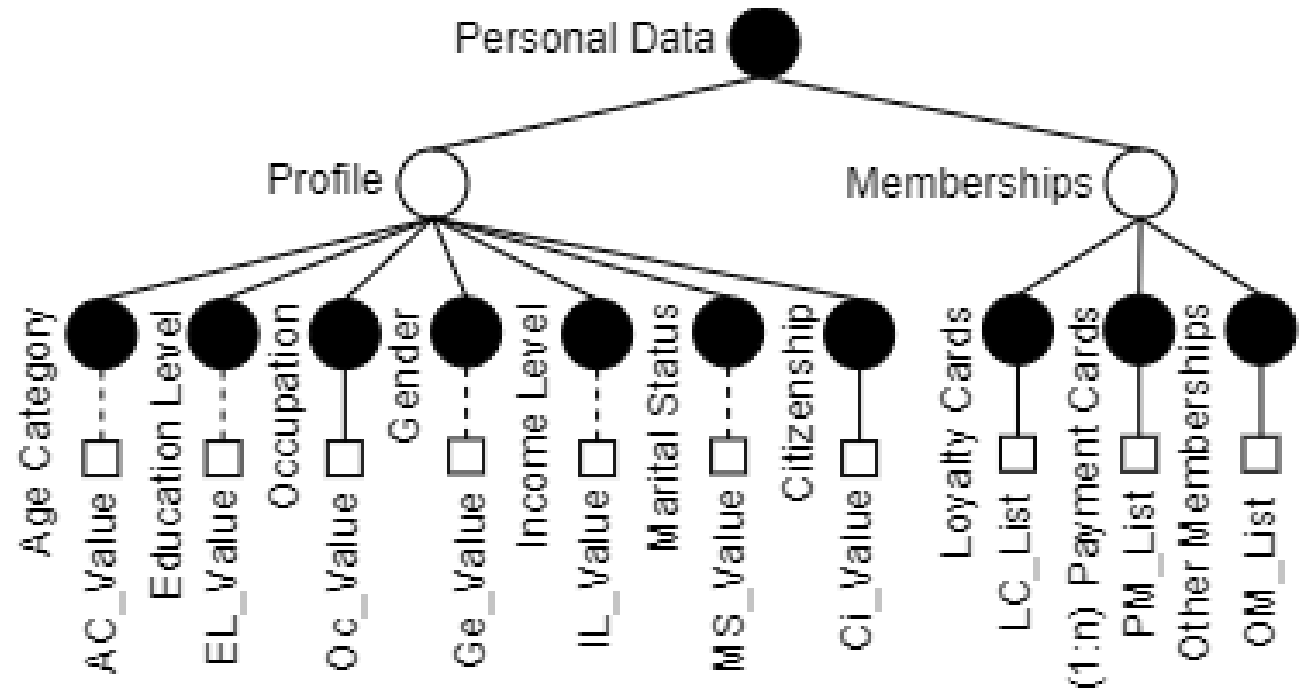 Personal Data
Profile
Memberships
Age Category
Education Level
Occupation
Gender
Income Level
Marital Status
Citizenship
Loyalty Cards
(1:n) Payment Cards
Other Memberships
AC_Value
EL_Value
Oc_Value
Ge_Value
IL_Value
MS_Value
Ci_Value
LC_List
PM_List
OM_List